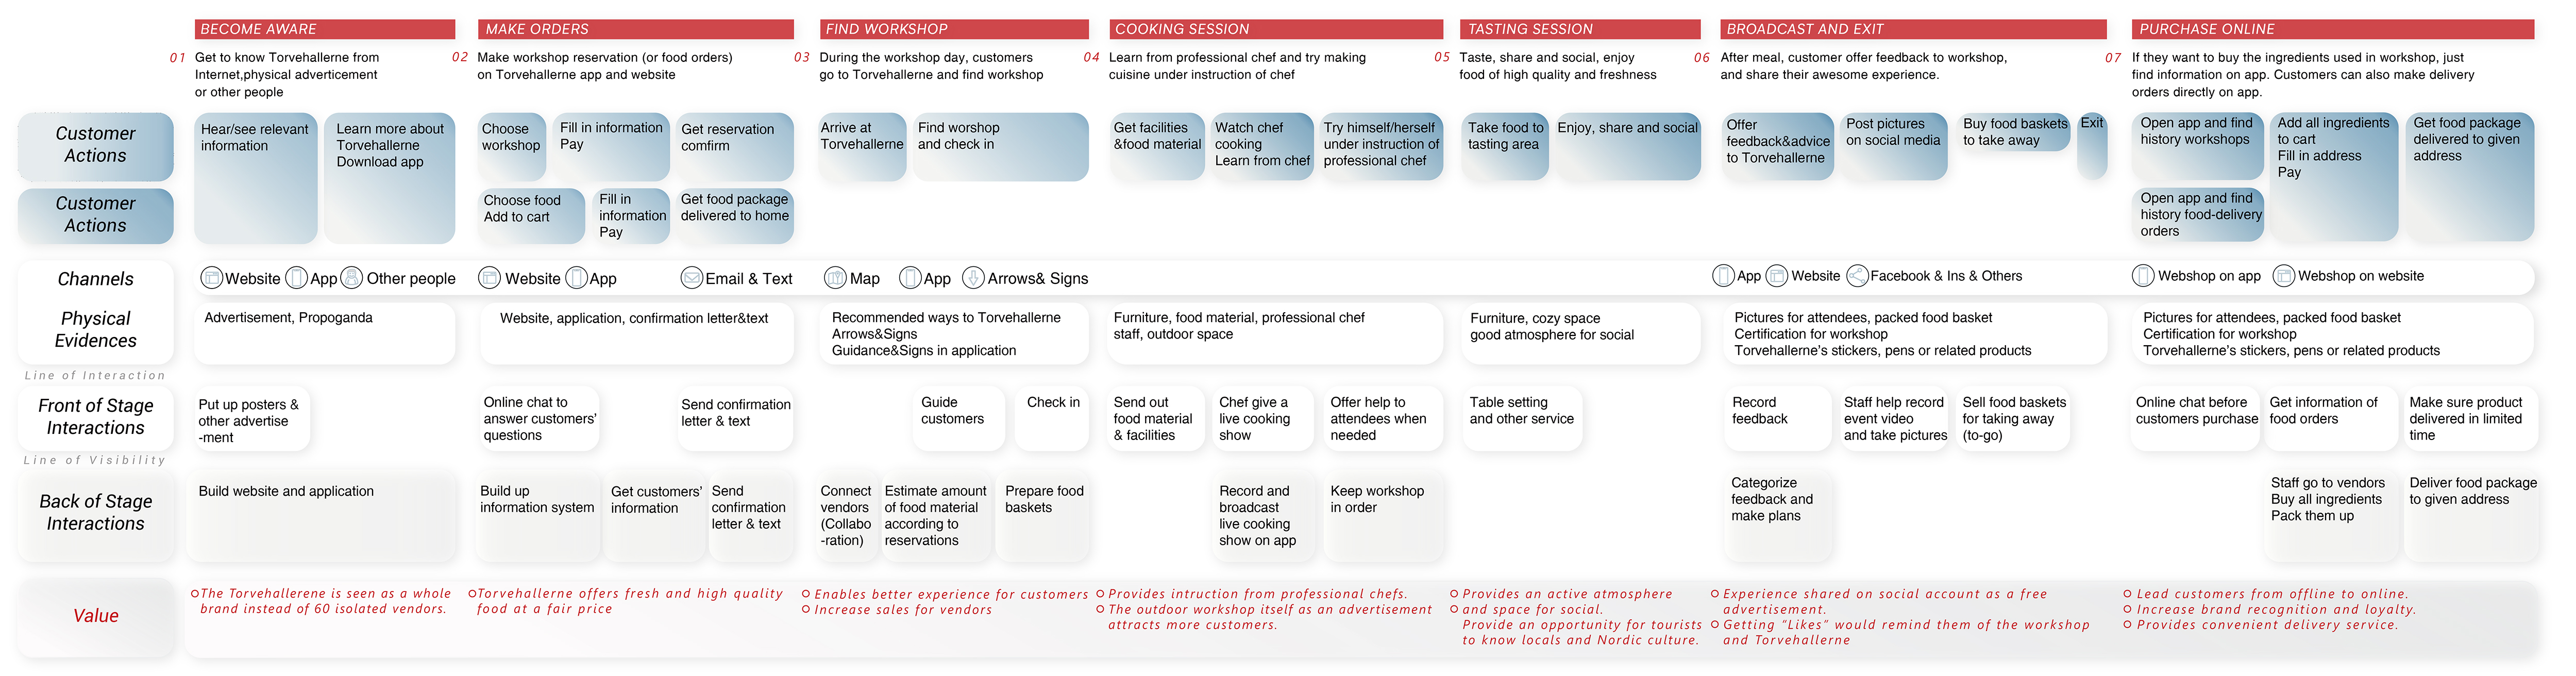 BECOME AWARE
MAKE ORDERS
FIND WORKSHOP
COOKING SESSION
TASTING SESSION
BROADCAST AND EXIT
PURCHASE ONLINE
01
Get to know Torvehallerne from
Internet,physical adverticement
or other people
02
Make workshop reservation (or food orders)
on Torvehallerne app and website
03
During the workshop day, customers
go to Torvehallerne and find workshop
04
Learn from professional chef and try making
cuisine under instruction of chef
05
Taste, share and social, enjoy
food of high quality and freshness
06
After meal, customer offer feedback to workshop,
and share their awesome experience.
07
If they want to buy the ingredients used in workshop, just
find information on app. Customers can also make delivery
orders directly on app.
Customer
Actions
Hear/see relevant
information
Learn more about
Torvehallerne
Download app
Choose
workshop
Fill in information
Pay
Get reservation
comfirm
Arrive at
Torvehallerne
Find worshop
and check in
Get facilities
&food material
Watch chef
cooking
Learn from chef
Try himself/herself
under instruction of
professional chef
Take food to
tasting area
Enjoy, share and social
Offer
feedback&advice
to Torvehallerne
Post pictures
on social media
Buy food baskets
to take away
Exit
Open app and find
history workshops
Add all ingredients
to cart
Fill in address
Pay
Get food package
delivered to given
address
Customer
Actions
Choose food
Add to cart
Fill in
information
Pay
Get food package
delivered to home
Open app and find
history food-delivery
orders
Channels
Website
App
Other people
Website
App
Email & Text
Map
App
Arrows& Signs
App
Website
Facebook & Ins & Others
Webshop on app
Webshop on website
Physical
Evidences
Advertisement, Propoganda
Website, application, confirmation letter&text
Recommended ways to Torvehallerne
Arrows&Signs
Guidance&Signs in application
Furniture, food material, professional chef
staff, outdoor space
Furniture, cozy space
good atmosphere for social
Pictures for attendees, packed food basket
Certification for workshop
Torvehallerne's stickers, pens or related products
Pictures for attendees, packed food basket
Certification for workshop
Torvehallerne's stickers, pens or related products
Line of Interaction
Front of Stage
Interactions
Put up posters &
other advertise
-ment
Online chat to
answer customers'
questions
Send confirmation
letter & text
Guide
customers
Check in
Send out
food material
& facilities
Chef give a
live cooking
show
Offer help to
attendees when
needed
Table setting
and other service
Record
feedback
Staff help record
event video
and take pictures
Sell food baskets
for taking away
(to-go)
Online chat before
customers purchase
Get information of
food orders
Make sure product
delivered in limited
time
Line of Visibility
Back of Stage
Interactions
Build website and application
Build up
information system
Get customers'
information
Send
confirmation
letter & text
Connect
vendors
(Collabo
-ration)
Estimate amount
of food material
according to
reservations
Prepare food
baskets
Record and
broadcast
live cooking
show on app
Keep workshop
in order
Categorize
feedback and
make plans
Staff go to vendors
Buy all ingredients
Pack them up
Deliver food package
to given address
Value
The Torvehallerene is seen as a whole
brand instead of 60 isolated vendors.
Torvehallerne offers fresh and high quality
food at a fair price
Enables better experience for customers
Increase sales for vendors
Provides intruction from professional chefs.
The outdoor workshop itself as an advertisement
attracts more customers.
Provides an active atmosphere
and space for social.
Provide an opportunity for tourists
to know locals and Nordic culture.
Experience shared on social account as a free
advertisement.
Getting "Likes" would remind them of the workshop
and Torvehallerne
Lead customers from offline to online.
Increase brand recognition and loyalty.
Provides convenient delivery service.